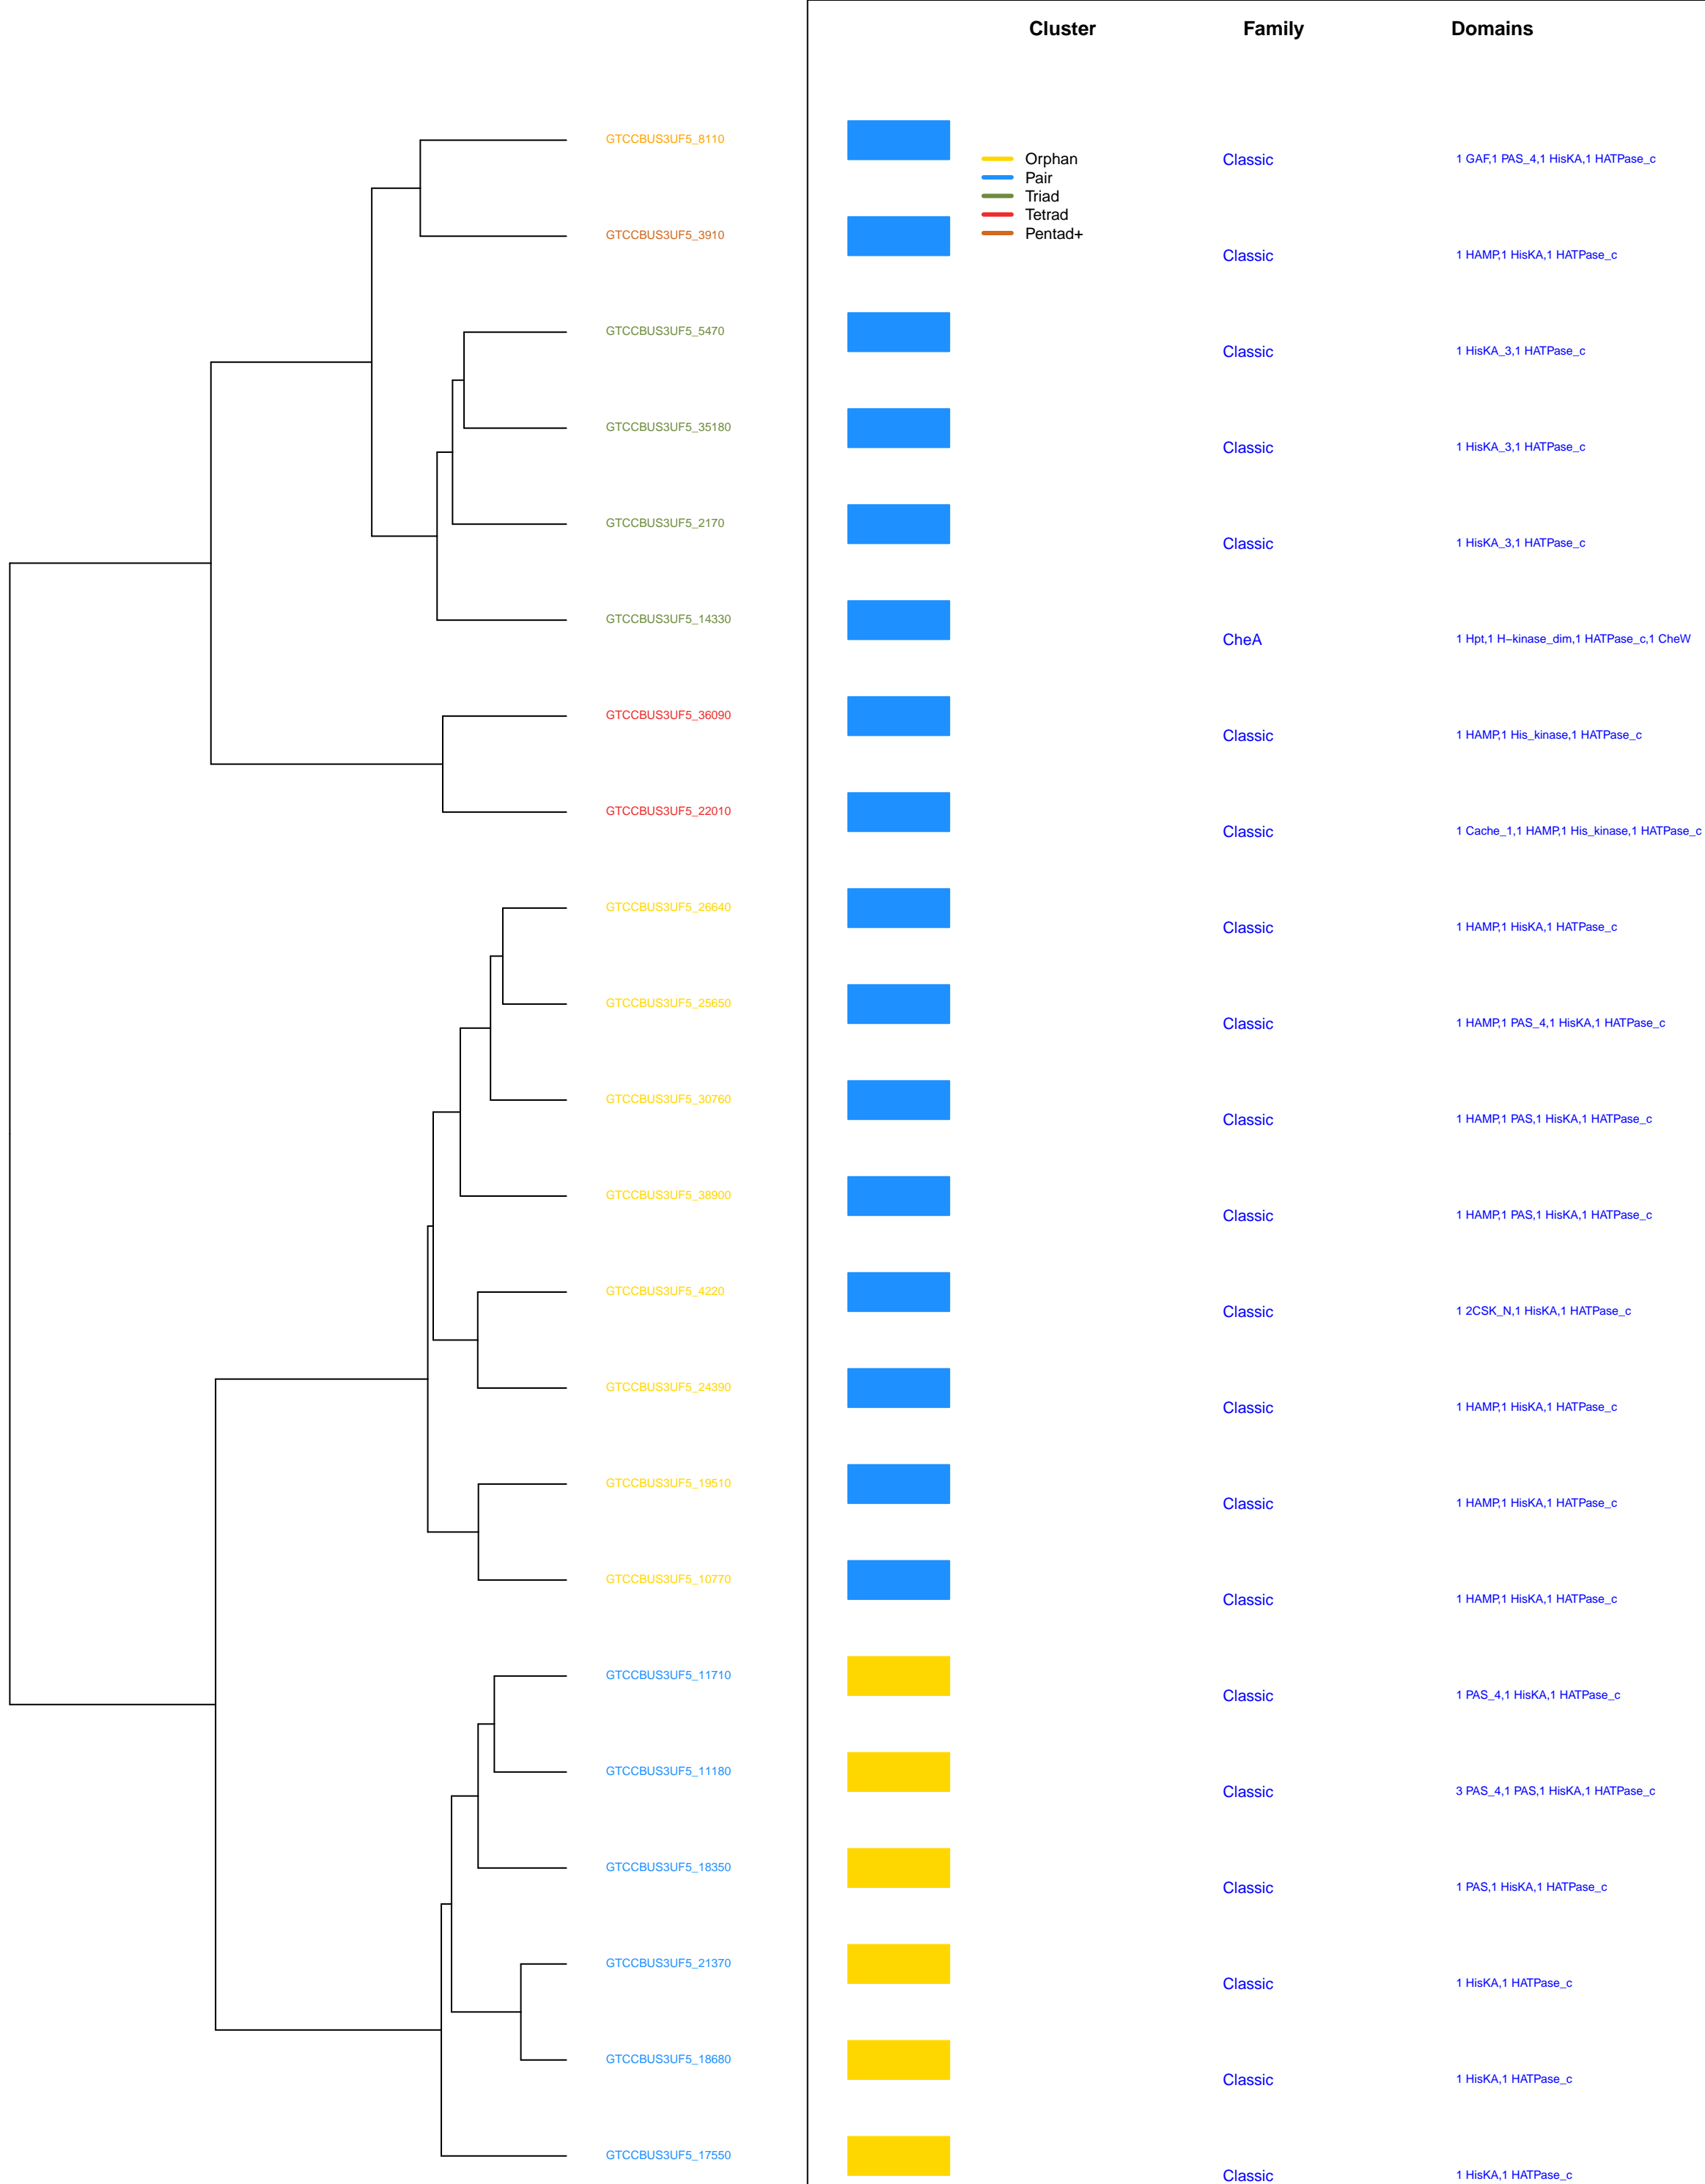 Cluster Family Domains
GTCCBUS3UF5_8110
Orphan
Classic 1 GAF,1 PAS_4,1 HisKA,1 HATPase_c
Pair
Triad
Tetrad
Pentad+
GTCCBUS3UF5_3910
Classic 1 HAMP,1 HisKA,1 HATPase_c
GTCCBUS3UF5_5470
Classic 1 HisKA_3,1 HATPase_c
GTCCBUS3UF5_35180
Classic 1 HisKA_3,1 HATPase_c
GTCCBUS3UF5_2170
Classic 1 HisKA_3,1 HATPase_c
GTCCBUS3UF5_14330
CheA 1 Hpt,1 H−kinase_dim,1 HATPase_c,1 CheW
GTCCBUS3UF5_36090
Classic 1 HAMP,1 His_kinase,1 HATPase_c
GTCCBUS3UF5_22010
Classic 1 Cache_1,1 HAMP,1 His_kinase,1 HATPase_c
GTCCBUS3UF5_26640
Classic 1 HAMP,1 HisKA,1 HATPase_c
GTCCBUS3UF5_25650
Classic 1 HAMP,1 PAS_4,1 HisKA,1 HATPase_c
GTCCBUS3UF5_30760
Classic 1 HAMP,1 PAS,1 HisKA,1 HATPase_c
GTCCBUS3UF5_38900
Classic 1 HAMP,1 PAS,1 HisKA,1 HATPase_c
GTCCBUS3UF5_4220
Classic 1 2CSK_N,1 HisKA,1 HATPase_c
GTCCBUS3UF5_24390
Classic 1 HAMP,1 HisKA,1 HATPase_c
GTCCBUS3UF5_19510
Classic 1 HAMP,1 HisKA,1 HATPase_c
GTCCBUS3UF5_10770
Classic 1 HAMP,1 HisKA,1 HATPase_c
GTCCBUS3UF5_11710
Classic 1 PAS_4,1 HisKA,1 HATPase_c
GTCCBUS3UF5_11180
Classic 3 PAS_4,1 PAS,1 HisKA,1 HATPase_c
GTCCBUS3UF5_18350
Classic 1 PAS,1 HisKA,1 HATPase_c
GTCCBUS3UF5_21370
Classic 1 HisKA,1 HATPase_c
GTCCBUS3UF5_18680
Classic 1 HisKA,1 HATPase_c
GTCCBUS3UF5_17550
Classic 1 HisKA,1 HATPase_c